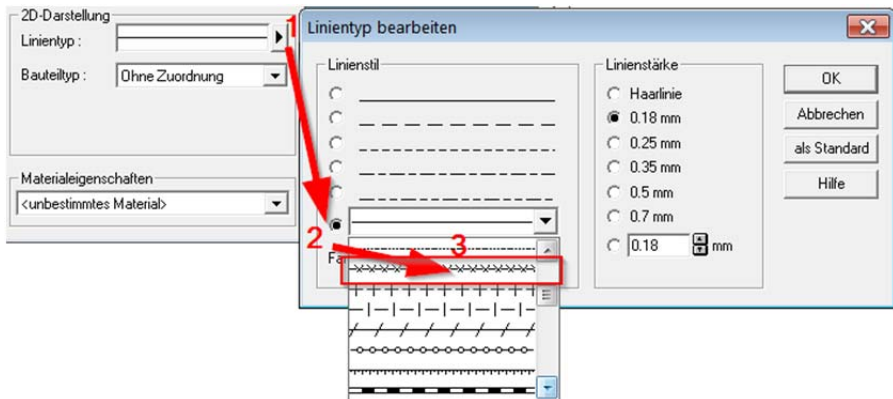 2D-Darstellung
Linientyp :
Bauteiltyp :
Ohne Zuordnung
Materialeigenschaften
<unbestimmtes Material>
1
Linientyp bearbeiten
Linienstil
2
3
Linienstärke
Haarlinie
0.18 mm
0.25 mm
0.35 mm
0.5 mm
0.7 mm
0.18 mm
OK
Abbrechen
als Standard
Hilfe